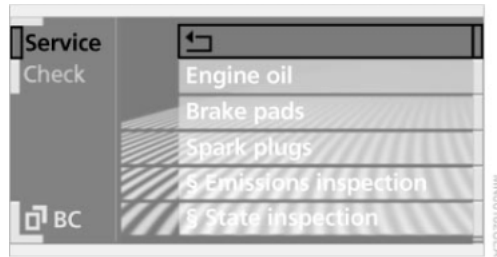 Service
Check
BC
Engine oil
Brake pads
Spark plugs
§ Emissions inspection
§ State inspection